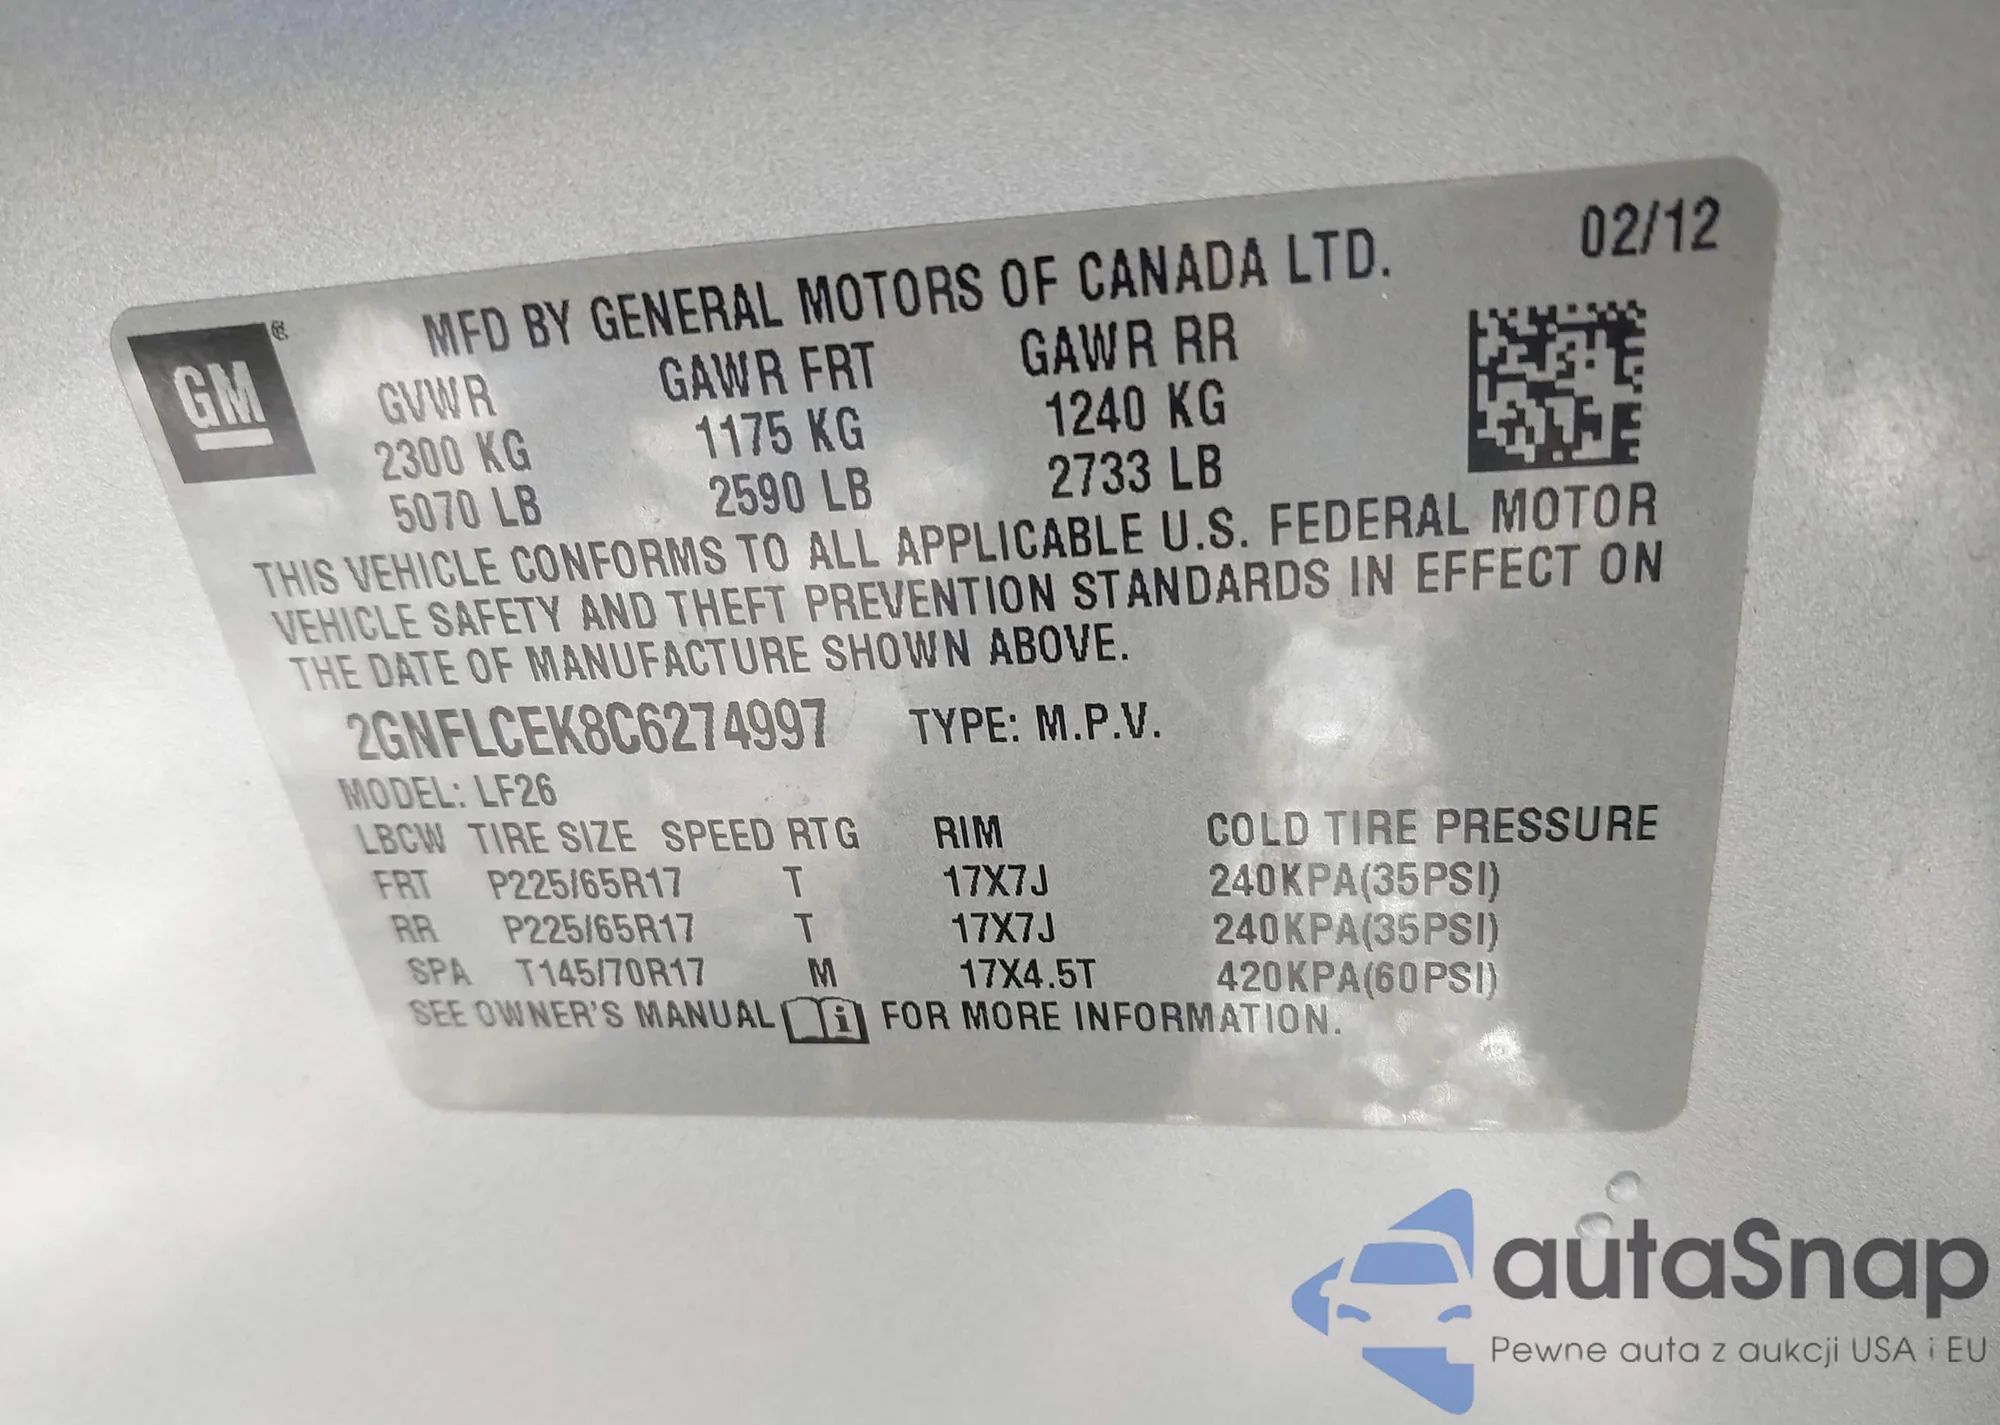 02/12
MFD BY GENERAL MOTORS OF CANADA LTD.
GM®
GVWR GAWR FRT GAWR RR
2300 KG 1175 KG 1240 KG
5070 LB 2590 LB 2733 LB
THIS VEHICLE CONFORMS TO ALL APPLICABLE U.S. FEDERAL MOTOR
VEHICLE SAFETY AND THEFT PREVENTION STANDARDS IN EFFECT ON
THE DATE OF MANUFACTURE SHOWN ABOVE.
2GNFLCEK8C6274997 TYPE: M.P.V.
MODEL: LF26
LBCW TIRE SIZE SPEED RTG RIM COLD TIRE PRESSURE
FRT P225/65R17 T 17X7J 240KPA(35PSI)
RR P225/65R17 T 17X7J 240KPA(35PSI)
SPA T145/70R17 M 17X4.5T 420KPA(60PSI)
SEE OWNER'S MANUAL i FOR MORE INFORMATION.
autaSnap
Pewne auta z aukcji USA i EU